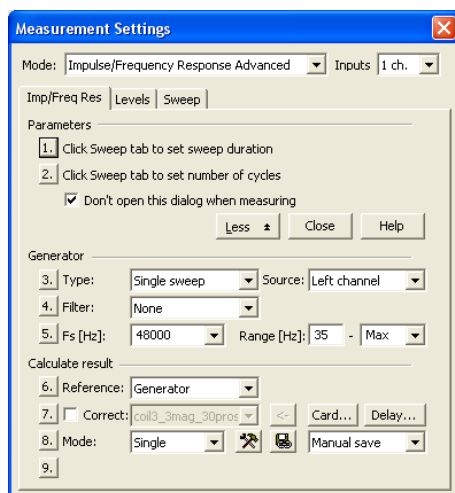 Measurement Settings
Mode: Impulse/Frequency Response Advanced Inputs 1 ch.
Imp/Freq Res Levels Sweep
Parameters
1. Click Sweep tab to set sweep duration
2. Click Sweep tab to set number of cycles
Don't open this dialog when measuring
Less Close Help
Generator
3. Type: Single sweep Source: Left channel
4. Filter: None
5. Fs [Hz]: 48000 Range [Hz]: 35 - Max
Calculate result
6. Reference: Generator
7. Correct: coil3_3mag_30pros <- Card... Delay...
8. Mode: Single Manual save
9.